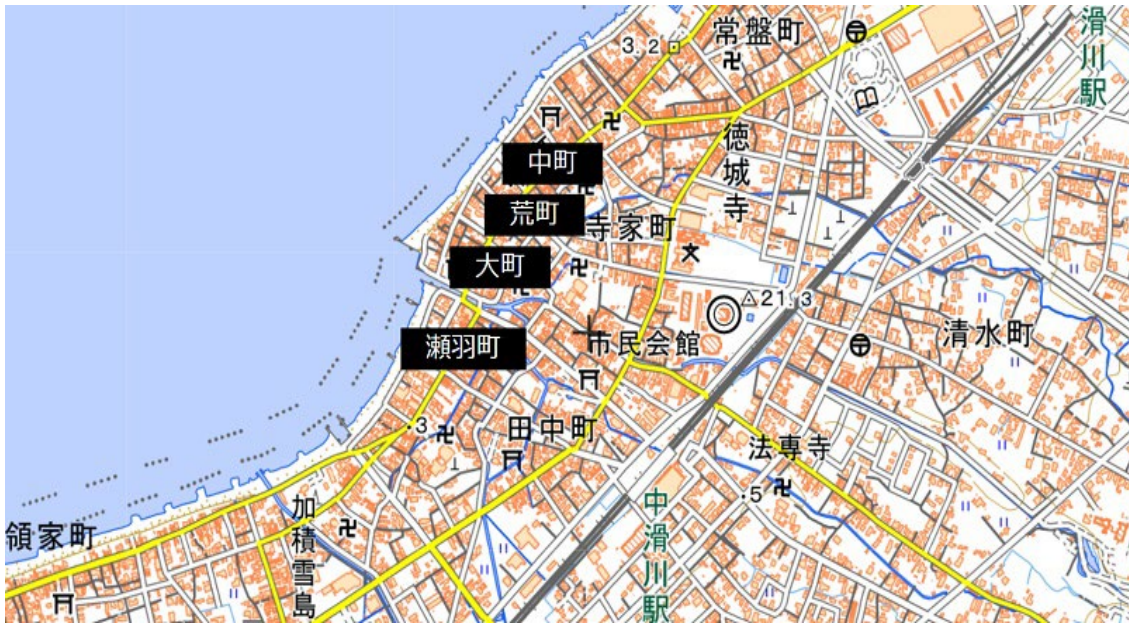 常盤町
3.2
滑川駅
徳城寺
中町
荒町
寺家町
大町
21.3
瀬羽町
市民会館
清水町
3
田中町
法専寺
5
中滑川駅
加積雪島
領家町